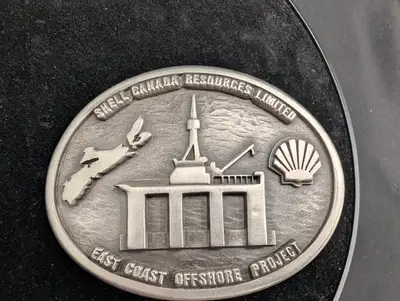 SHELL CANADA RESOURCES LIMITED
EAST COAST OFFSHORE PROJECT